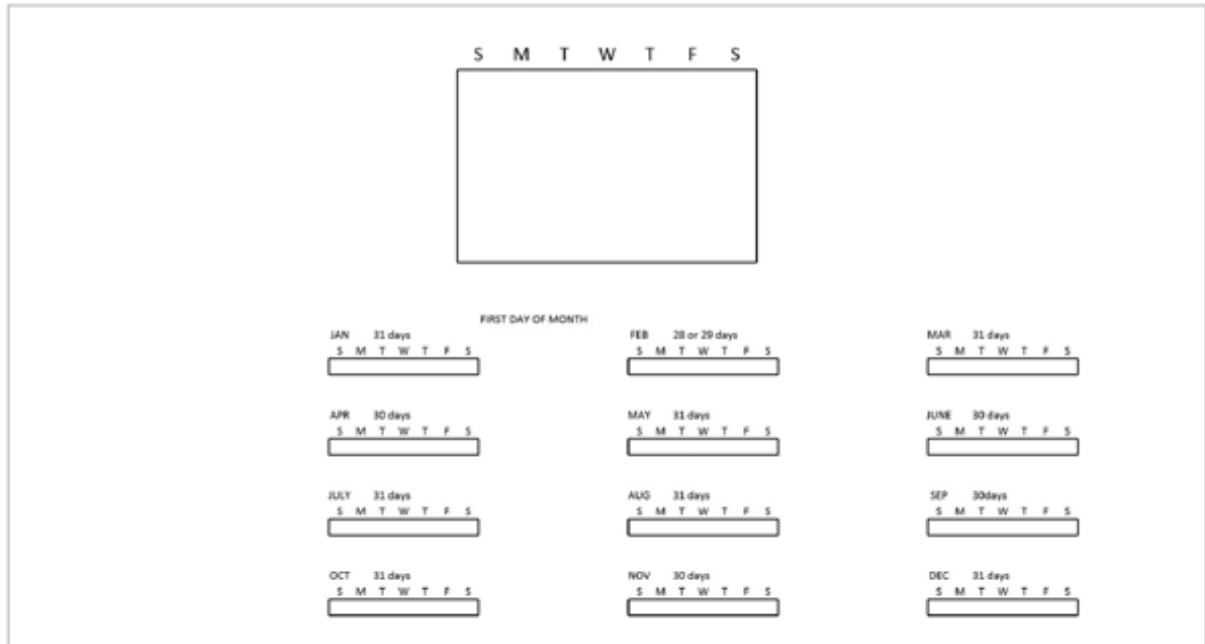 S M T W T F S
FIRST DAY OF MONTH
JAN 31 days
S M T W T F S
FEB 28 or 29 days
S M T W T F S
MAR 31 days
S M T W T F S
APR 30 days
S M T W T F S
MAY 31 days
S M T W T F S
JUNE 30 days
S M T W T F S
JULY 31 days
S M T W T F S
AUG 31 days
S M T W T F S
SEP 30days
S M T W T F S
OCT 31 days
S M T W T F S
NOV 30 days
S M T W T F S
DEC 31 days
S M T W T F S